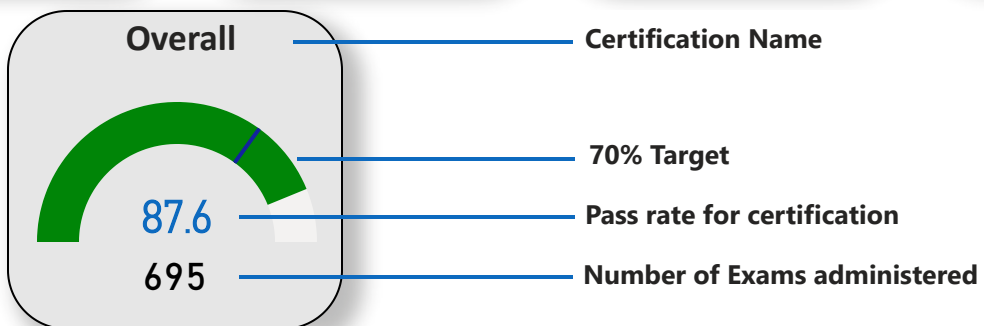 Overall
Certification Name
70% Target
87.6
Pass rate for certification
695
Number of Exams administered